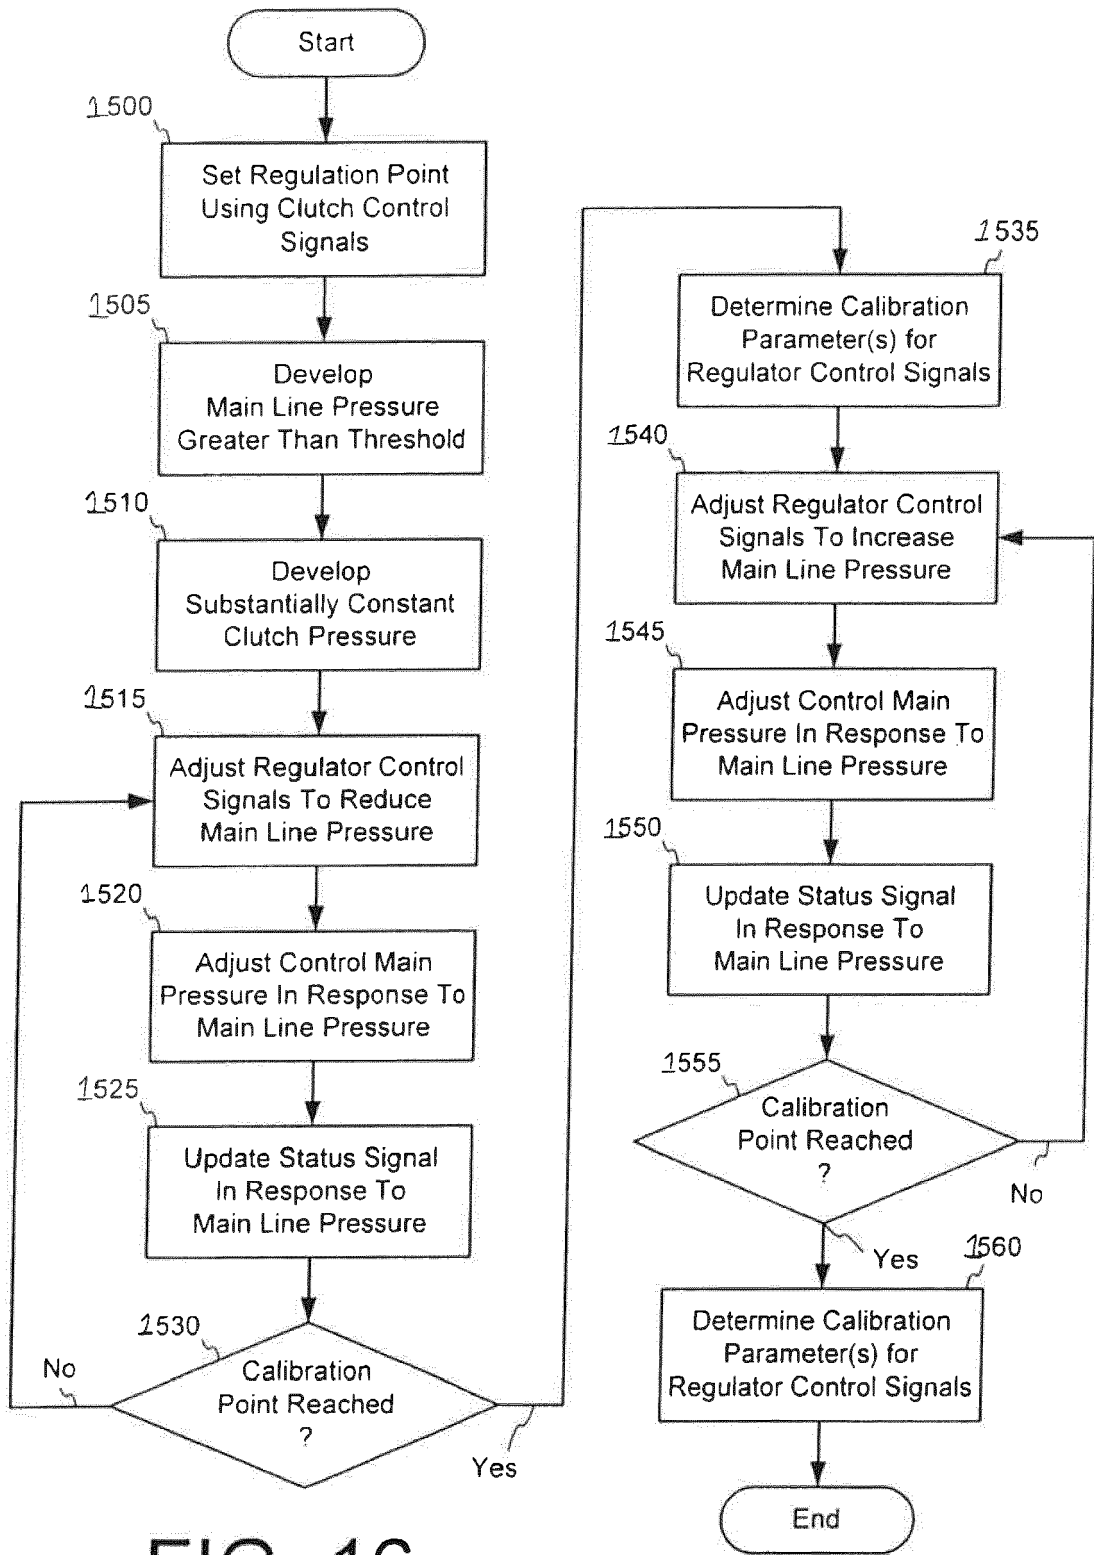 Start
1500
Set Regulation Point
Using Clutch Control
Signals
1505
Develop
Main Line Pressure
Greater Than Threshold
1510
Develop
Substantially Constant
Clutch Pressure
1515
Adjust Regulator Control
Signals To Reduce
Main Line Pressure
1520
Adjust Control Main
Pressure In Response To
Main Line Pressure
1525
Update Status Signal
In Response To
Main Line Pressure
1530
No
Calibration
Point Reached
?
Yes
1535
Determine Calibration
Parameter(s) for
Regulator Control Signals
1540
Adjust Regulator Control
Signals To Increase
Main Line Pressure
1545
Adjust Control Main
Pressure In Response To
Main Line Pressure
1550
Update Status Signal
In Response To
Main Line Pressure
1555
Calibration
Point Reached
?
No
Yes
1560
Determine Calibration
Parameter(s) for
Regulator Control Signals
End